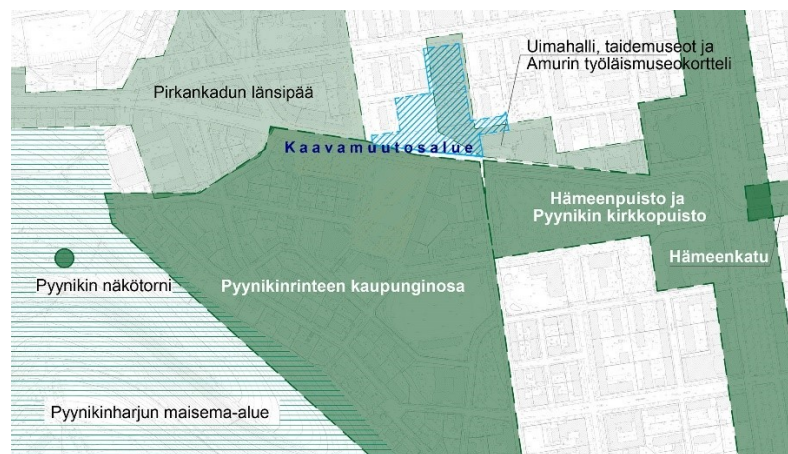 Uimahalli, taidemuseot ja
Amurin työläismuseokortteli
Pirkankadun länsipää
Kaavamuutosalue
Hämeenpuisto ja
Pyynikin kirkkopuisto
Hämeenkatu
Pyynikin näkötorni
Pyynikinrinteen kaupunginosa
Pyynikinharjun maisema-alue